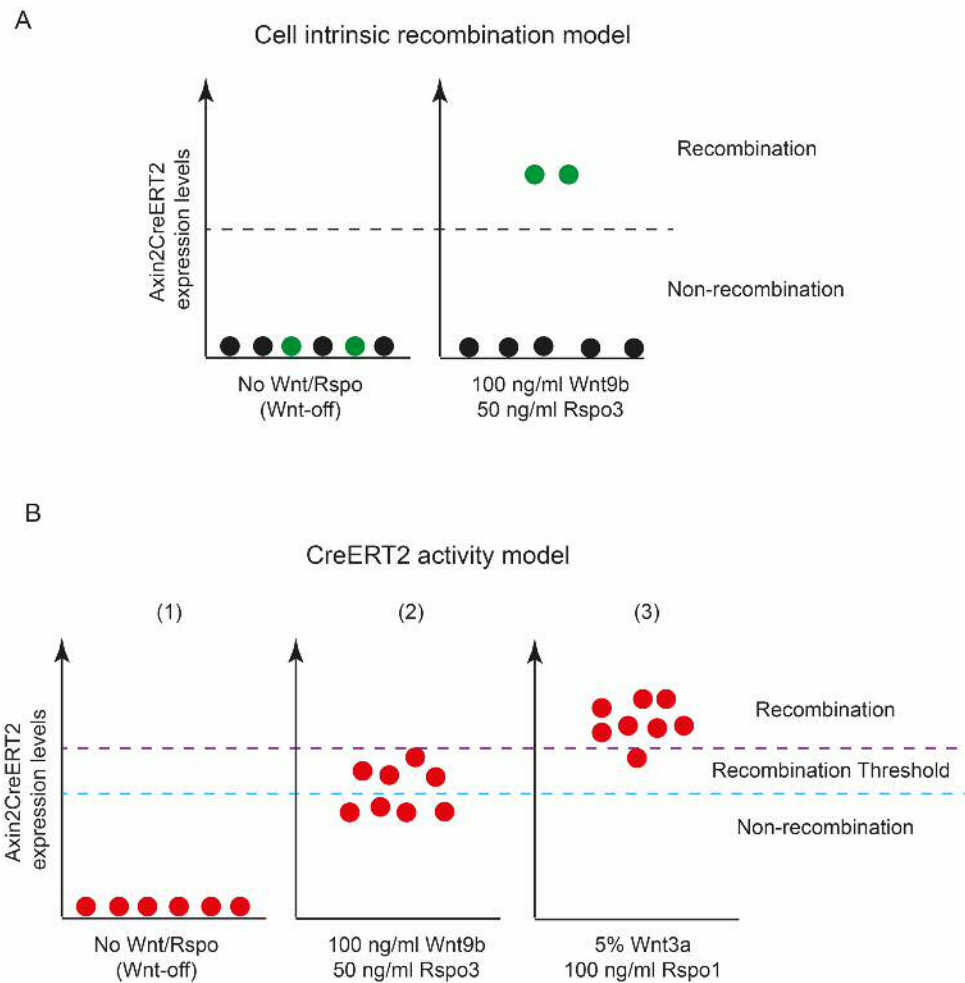 A
Cell intrinsic recombination model
Axin2CreERT2
expression levels
Recombination
Non-recombination
No Wnt/Rspo
(Wnt-off)
100 ng/ml Wnt9b
50 ng/ml Rspo3
B
CreERT2 activity model
(1)
(2)
(3)
Axin2CreERT2
expression levels
Recombination
Recombination Threshold
Non-recombination
No Wnt/Rspo
(Wnt-off)
100 ng/ml Wnt9b
50 ng/ml Rspo3
5% Wnt3a
100 ng/ml Rspo1